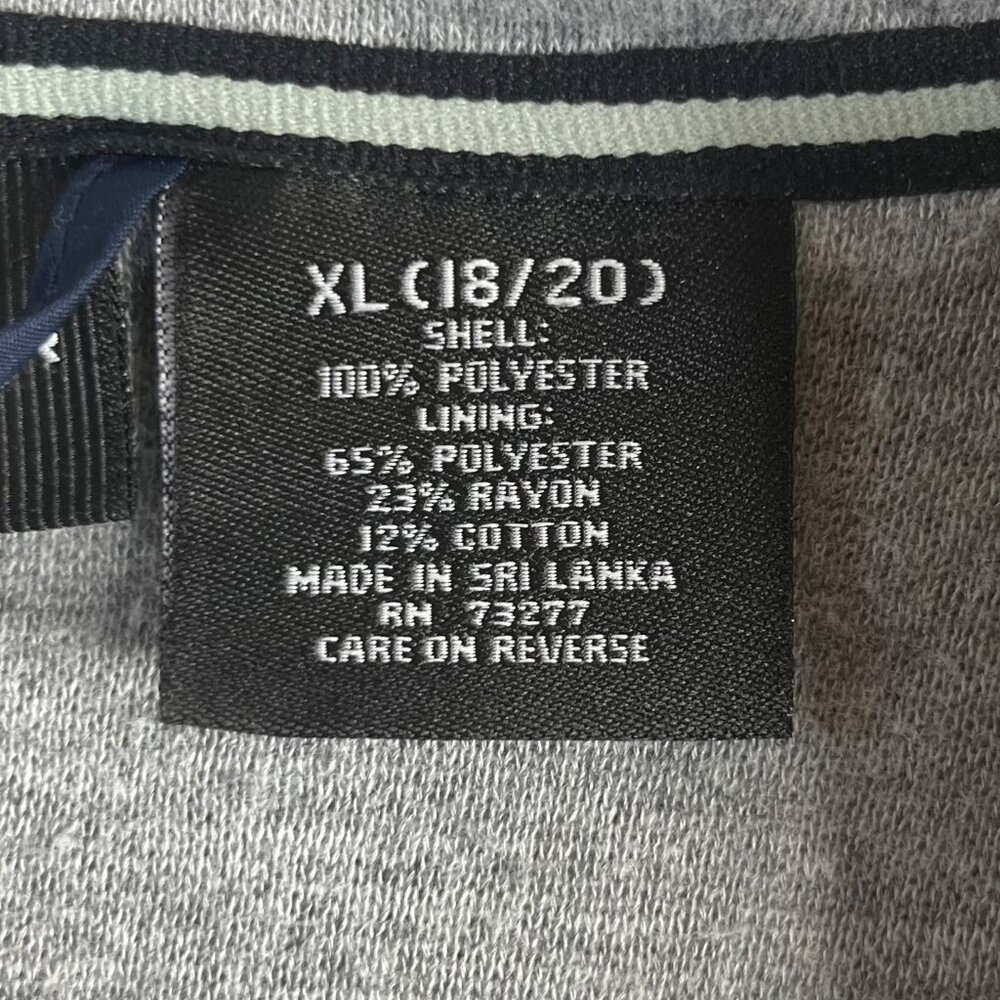 XL (18/20)
SHELL:
100% POLYESTER
LINING:
65% POLYESTER
23% RAYON
12% COTTON
MADE IN SRI LANKA
RN 73277
CARE ON REVERSE